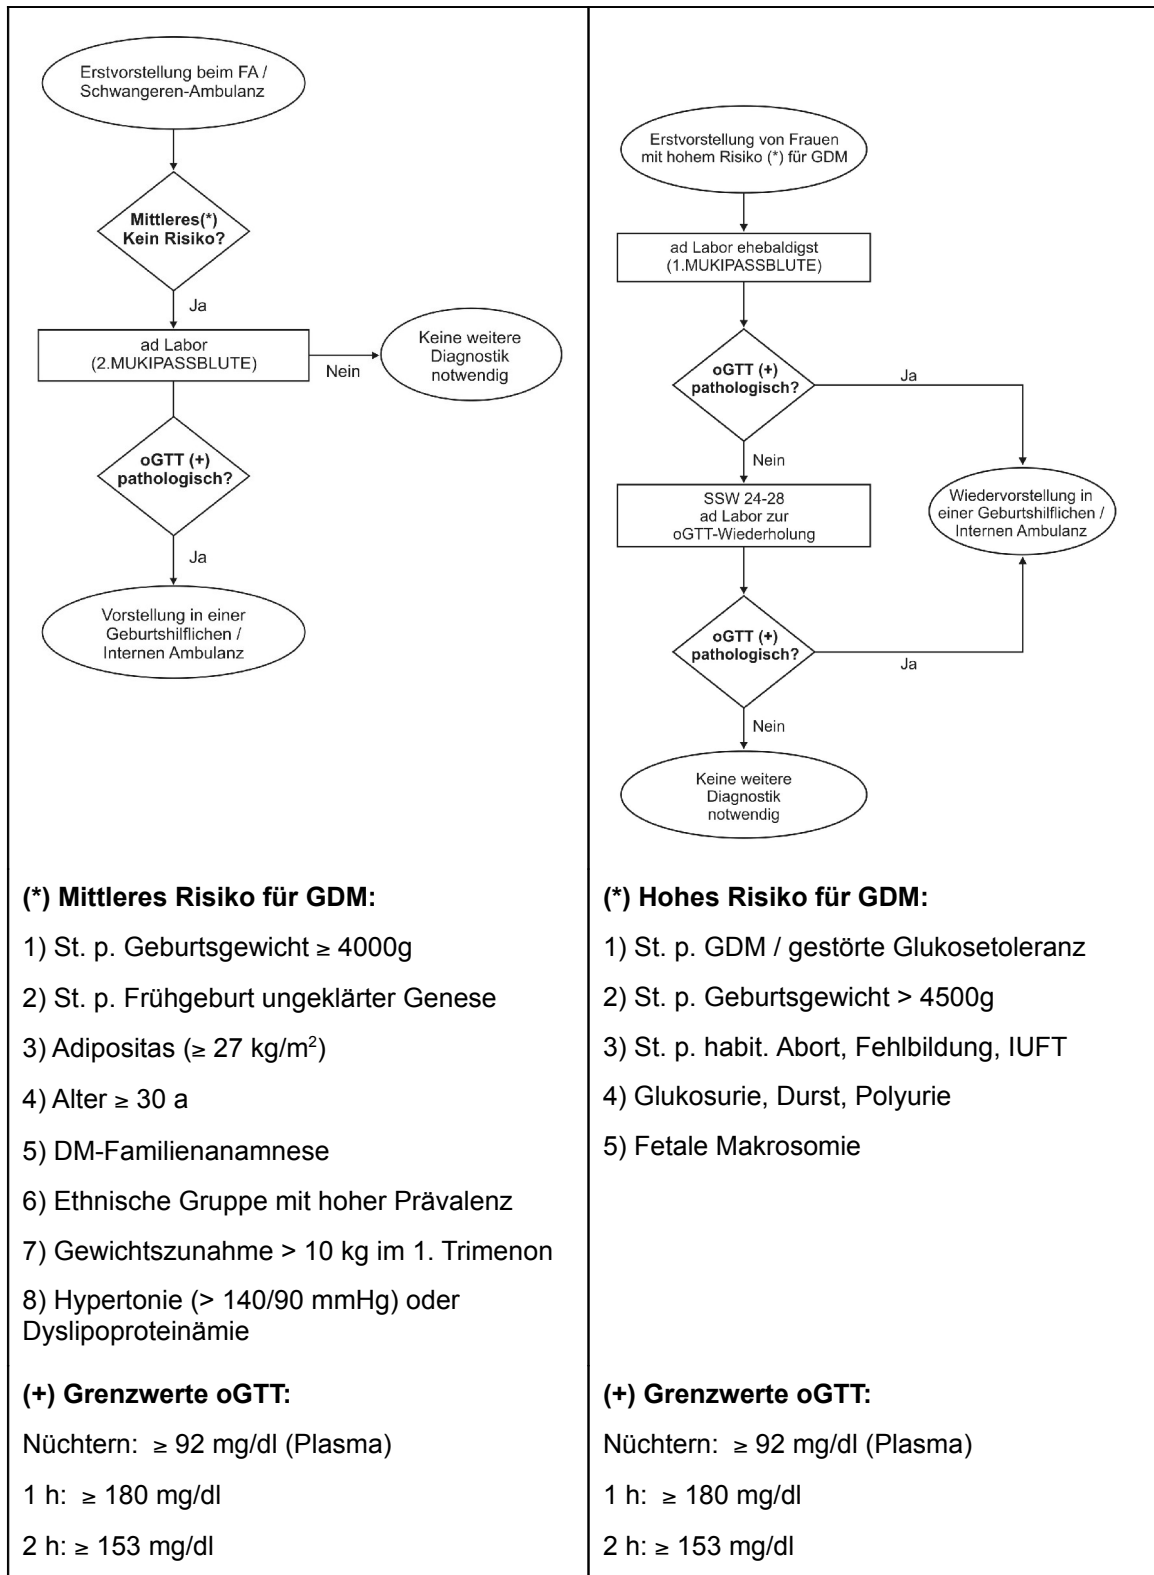 Erstvorstellung beim FA /
Schwangeren-Ambulanz
Mittleres(*)
Kein Risiko?
Ja
ad Labor
(2.MUKIPASSBLUTE)
Nein
Keine weitere
Diagnostik
notwendig
oGTT (+)
pathologisch?
Ja
Vorstellung in einer
Geburtshilflichen /
Internen Ambulanz
(*) Mittleres Risiko für GDM:
1) St. p. Geburtsgewicht ≥ 4000g
2) St. p. Frühgeburt ungeklärter Genese
3) Adipositas (≥ 27 kg/m²)
4) Alter ≥ 30 a
5) DM-Familienanamnese
6) Ethnische Gruppe mit hoher Prävalenz
7) Gewichtszunahme > 10 kg im 1. Trimenon
8) Hypertonie (> 140/90 mmHg) oder
Dyslipoproteinämie
(+) Grenzwerte oGTT:
Nüchtern: ≥ 92 mg/dl (Plasma)
1 h: ≥ 180 mg/dl
2 h: ≥ 153 mg/dl
Erstvorstellung von Frauen
mit hohem Risiko (*) für GDM
ad Labor ehebaldigst
(1.MUKIPASSBLUTE)
oGTT (+)
pathologisch?
Ja
Nein
SSW 24-28
ad Labor zur
oGTT-Wiederholung
Wiedervorstellung in
einer Geburtshilflichen /
Internen Ambulanz
oGTT (+)
pathologisch?
Ja
Nein
Keine weitere
Diagnostik
notwendig
(*) Hohes Risiko für GDM:
1) St. p. GDM / gestörte Glukosetoleranz
2) St. p. Geburtsgewicht > 4500g
3) St. p. habit. Abort, Fehlbildung, IUFT
4) Glukosurie, Durst, Polyurie
5) Fetale Makrosomie
(+) Grenzwerte oGTT:
Nüchtern: ≥ 92 mg/dl (Plasma)
1 h: ≥ 180 mg/dl
2 h: ≥ 153 mg/dl